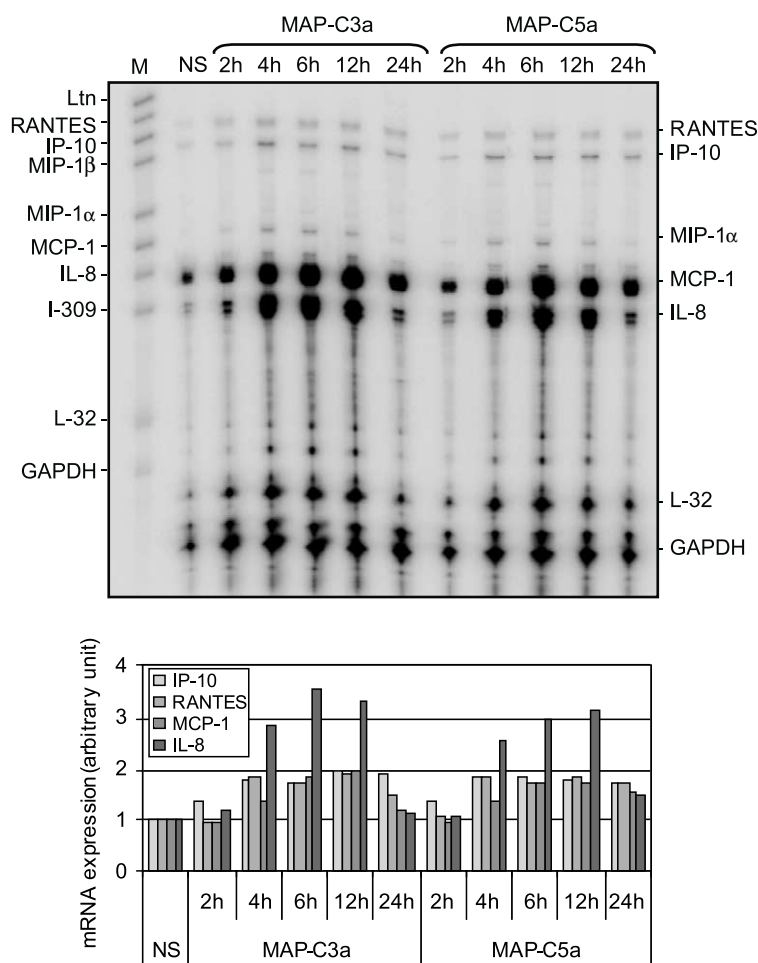 MAP-C3a MAP-C5a
M NS 2h 4h 6h 12h 24h 2h 4h 6h 12h 24h
Ltn
RANTES
IP-10
MIP-1β
MIP-1α
MCP-1
IL-8
I-309
L-32
GAPDH
RANTES
IP-10
MIP-1α
MCP-1
IL-8
L-32
GAPDH
mRNA expression (arbitrary unit)
4
3
2
1
0
IP-10
RANTES
MCP-1
IL-8
2h 4h 6h 12h 24h 2h 4h 6h 12h 24h
NS MAP-C3a MAP-C5a